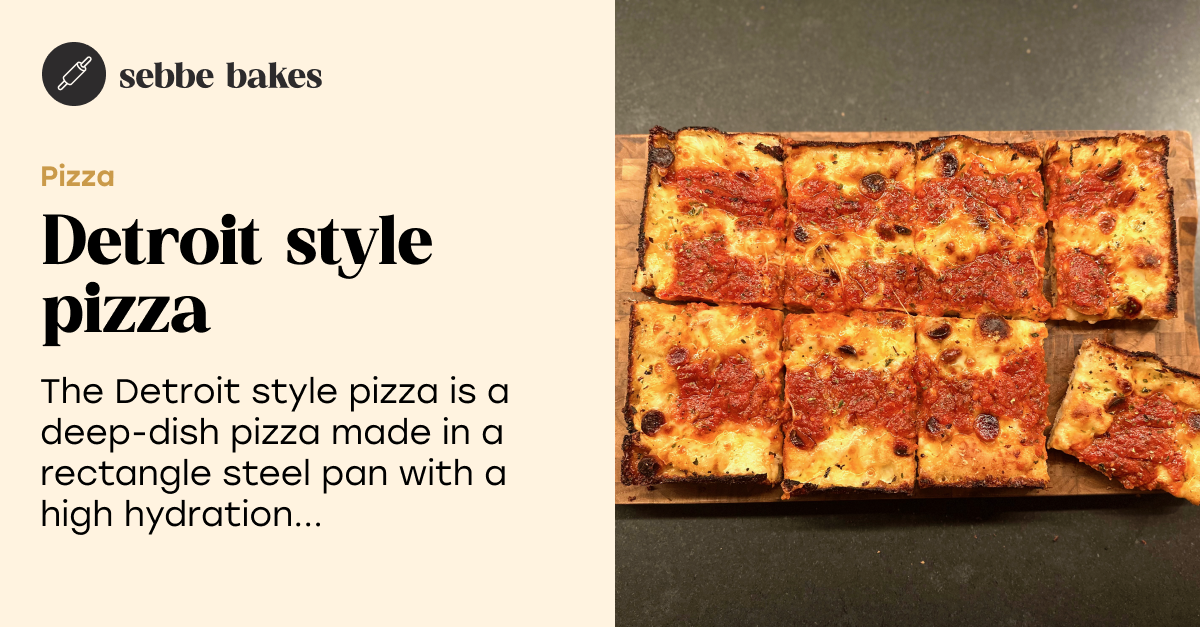 sebbe bakes
Pizza
Detroit style
pizza
The Detroit style pizza is a
deep-dish pizza made in a
rectangle steel pan with a
high hydration...